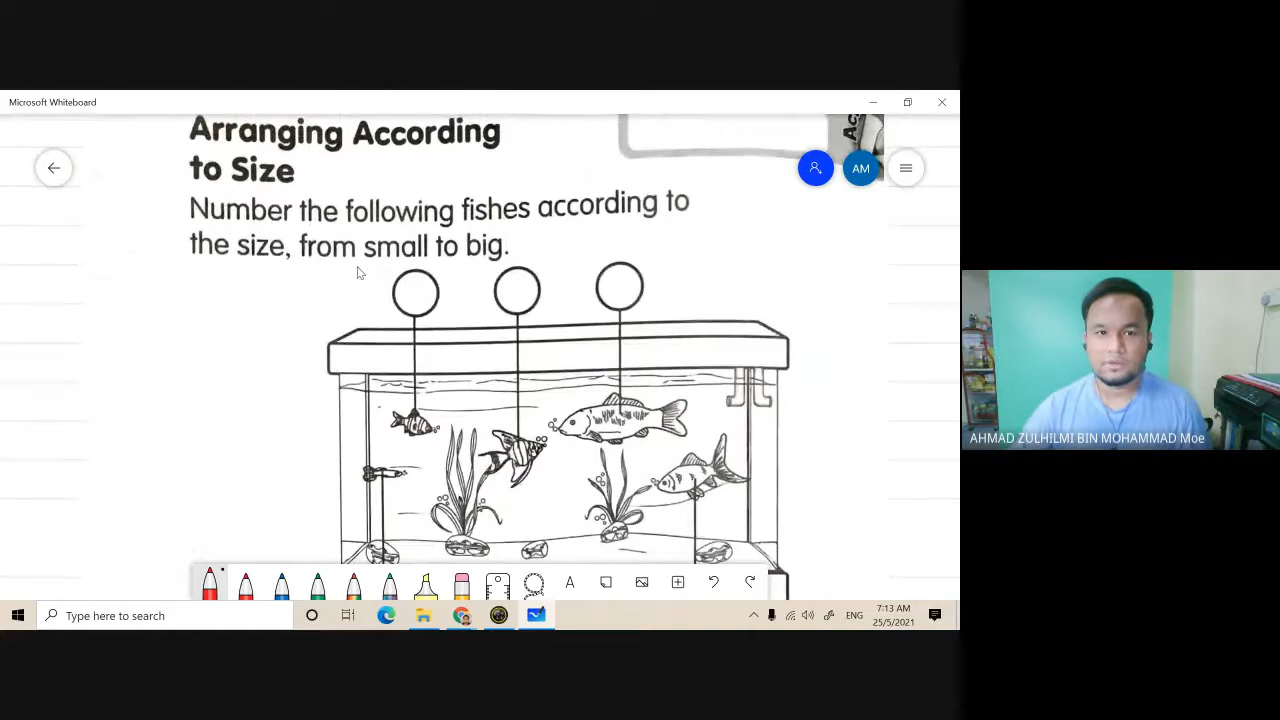 Microsoft Whiteboard
Arranging According
to Size
Number the following fishes according to
the size, from small to big.
AM
AHMAD ZULHILMI BIN MOHAMMAD Moe
A
Type here to search
ENG
7:13 AM
25/5/2021